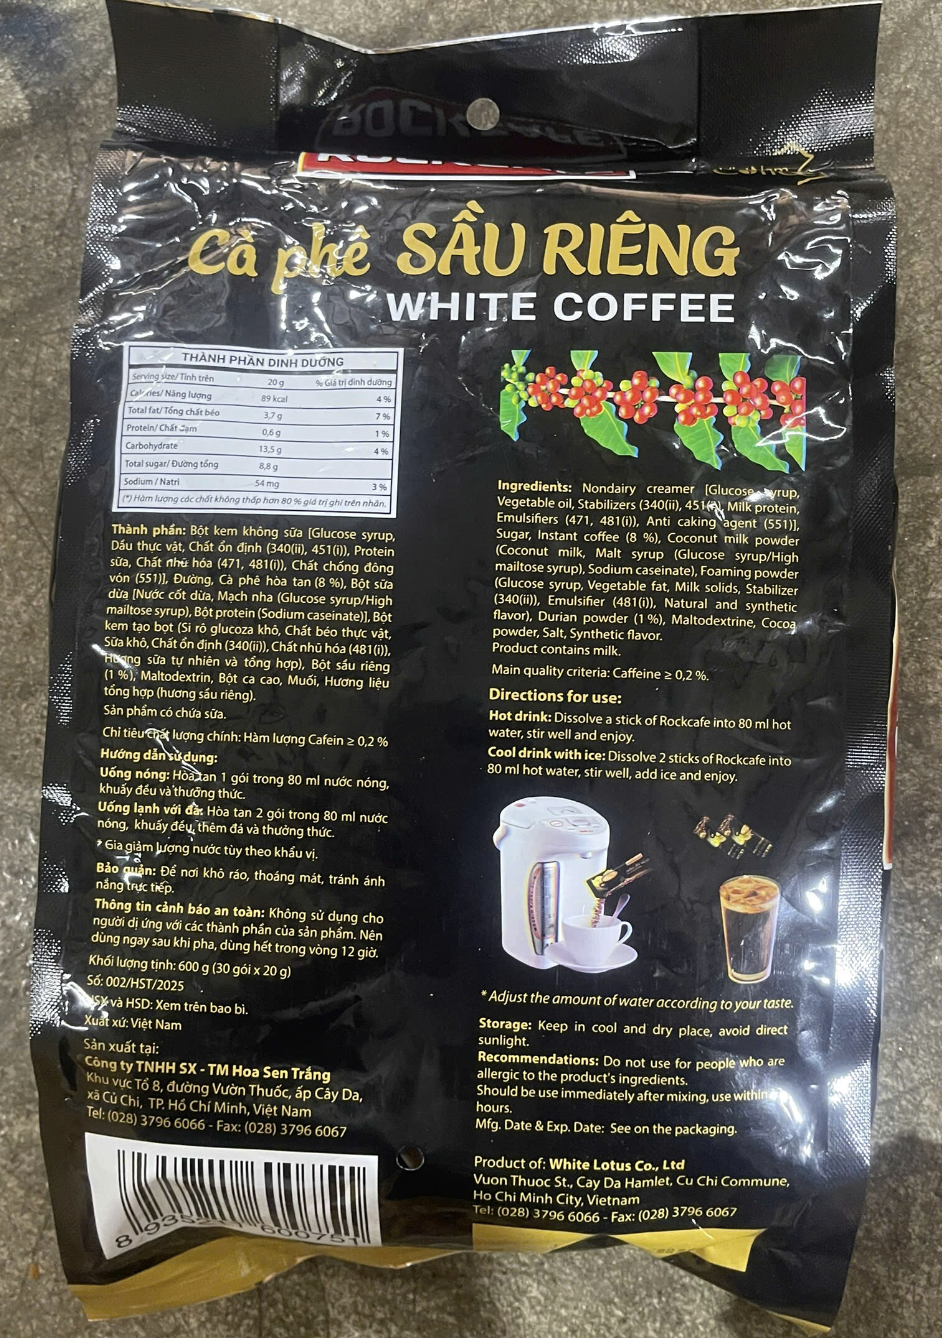 Cà phê SẦU RIÊNG
WHITE COFFEE
THÀNH PHẦN DINH DƯỠNG
Serving size/ Tính trên 20 g % Giá trị dinh dưỡng
Calories/ Năng lượng 89 kcal 4 %
Total fat/ Tổng chất béo 3,7 g 7 %
Protein/ Chất đạm 0,6 g 1 %
Carbohydrate 13,5 g 4 %
Total sugar/ Đường tổng 8,8 g
Sodium / Natri 54 mg 3 %
(*) Hàm lượng các chất không thấp hơn 80 % giá trị ghi trên nhãn.
Thành phần: Bột kem không sữa [Glucose syrup,
Dầu thực vật, Chất ổn định (340(ii), 451(i)), Protein
sữa, Chất nhũ hóa (471, 481(i)), Chất chống đông
vón (551)], Đường, Cà phê hòa tan (8 %), Bột sữa
dừa [Nước cốt dừa, Mạch nha (Glucose syrup/High
mailtose syrup), Bột protein (Sodium caseinate)], Bột
kem tạo bọt (Si rô glucoza khô, Chất béo thực vật,
Sữa khô, Chất ổn định (340(ii)), Chất nhũ hóa (481(i)),
Hương sữa tự nhiên và tổng hợp), Bột sầu riêng
(1 %), Maltodextrin, Bột ca cao, Muối, Hương liệu
tổng hợp (hương sầu riêng).
Sản phẩm có chứa sữa.
Chỉ tiêu chất lượng chính: Hàm lượng Cafein ≥ 0,2 %
Hướng dẫn sử dụng:
Uống nóng: Hòa tan 1 gói trong 80 ml nước nóng,
khuấy đều và thưởng thức.
Uống lạnh với đá: Hòa tan 2 gói trong 80 ml nước
nóng, khuấy đều, thêm đá và thưởng thức.
* Gia giảm lượng nước tùy theo khẩu vị.
Bảo quản: Để nơi khô ráo, thoáng mát, tránh ánh
nắng trực tiếp.
Thông tin cảnh báo an toàn: Không sử dụng cho
người dị ứng với các thành phần của sản phẩm. Nên
dùng ngay sau khi pha, dùng hết trong vòng 12 giờ.
Khối lượng tịnh: 600 g (30 gói x 20 g)
Số: 002/HST/2025
NSX và HSD: Xem trên bao bì.
Xuất xứ: Việt Nam
Sản xuất tại:
Công ty TNHH SX - TM Hoa Sen Trắng
Khu vực Tổ 8, đường Vườn Thuốc, ấp Cây Da,
xã Củ Chi, TP. Hồ Chí Minh, Việt Nam
Tel: (028) 3796 6066 - Fax: (028) 3796 6067
Ingredients: Nondairy creamer [Glucose syrup,
Vegetable oil, Stabilizers (340(ii), 451(i)), Milk protein,
Emulsifiers (471, 481(i)), Anti caking agent (551)],
Sugar, Instant coffee (8 %), Coconut milk powder
(Coconut milk, Malt syrup (Glucose syrup/High
mailtose syrup), Sodium caseinate), Foaming powder
(Glucose syrup, Vegetable fat, Milk solids, Stabilizer
(340(ii)), Emulsifier (481(i)), Natural and synthetic
flavor), Durian powder (1 %), Maltodextrine, Cocoa
powder, Salt, Synthetic flavor.
Product contains milk.
Main quality criteria: Caffeine ≥ 0,2 %.
Directions for use:
Hot drink: Dissolve a stick of Rockcafe into 80 ml hot
water, stir well and enjoy.
Cool drink with ice: Dissolve 2 sticks of Rockcafe into
80 ml hot water, stir well, add ice and enjoy.
* Adjust the amount of water according to your taste.
Storage: Keep in cool and dry place, avoid direct
sunlight.
Recommendations: Do not use for people who are
allergic to the product's ingredients.
Should be use immediately after mixing, use within
hours.
Mfg. Date & Exp. Date: See on the packaging.
Product of: White Lotus Co., Ltd
Vuon Thuoc St., Cay Da Hamlet, Cu Chi Commune,
Ho Chi Minh City, Vietnam
Tel: (028) 3796 6066 - Fax: (028) 3796 6067